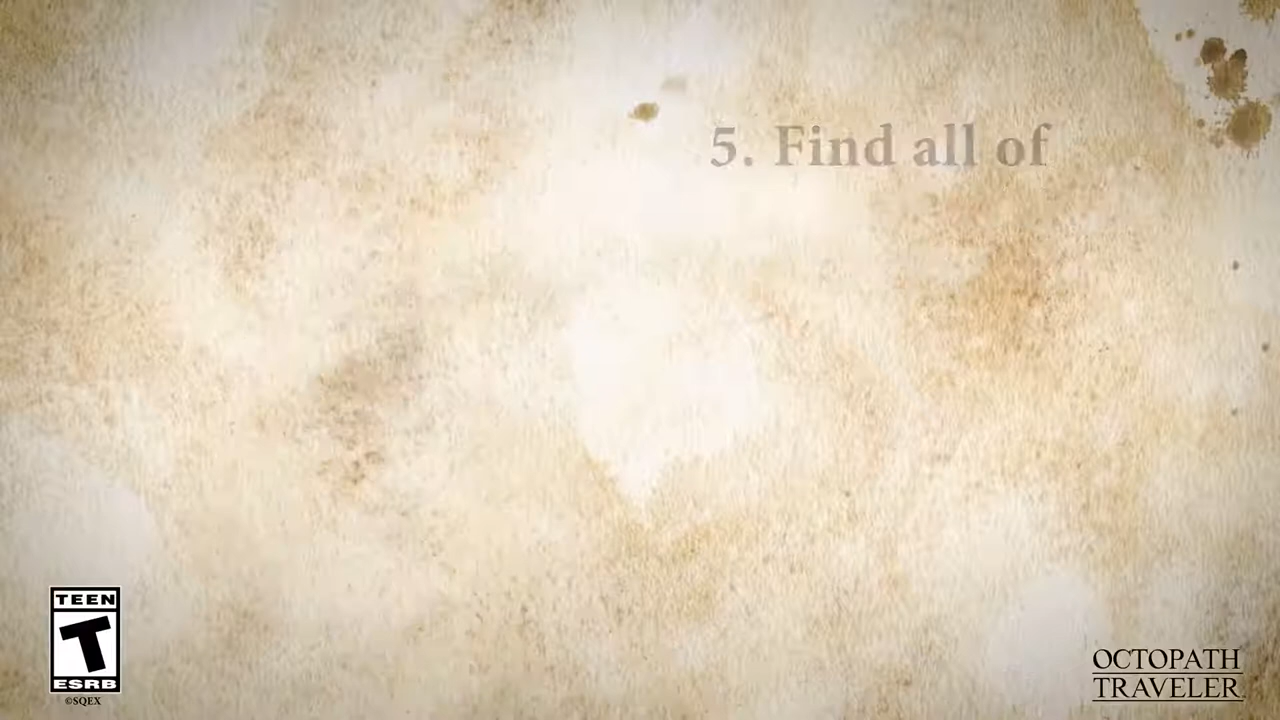 5. Find all of
TEEN
T
ESRB
©SQEX
OCTOPATH
TRAVELER